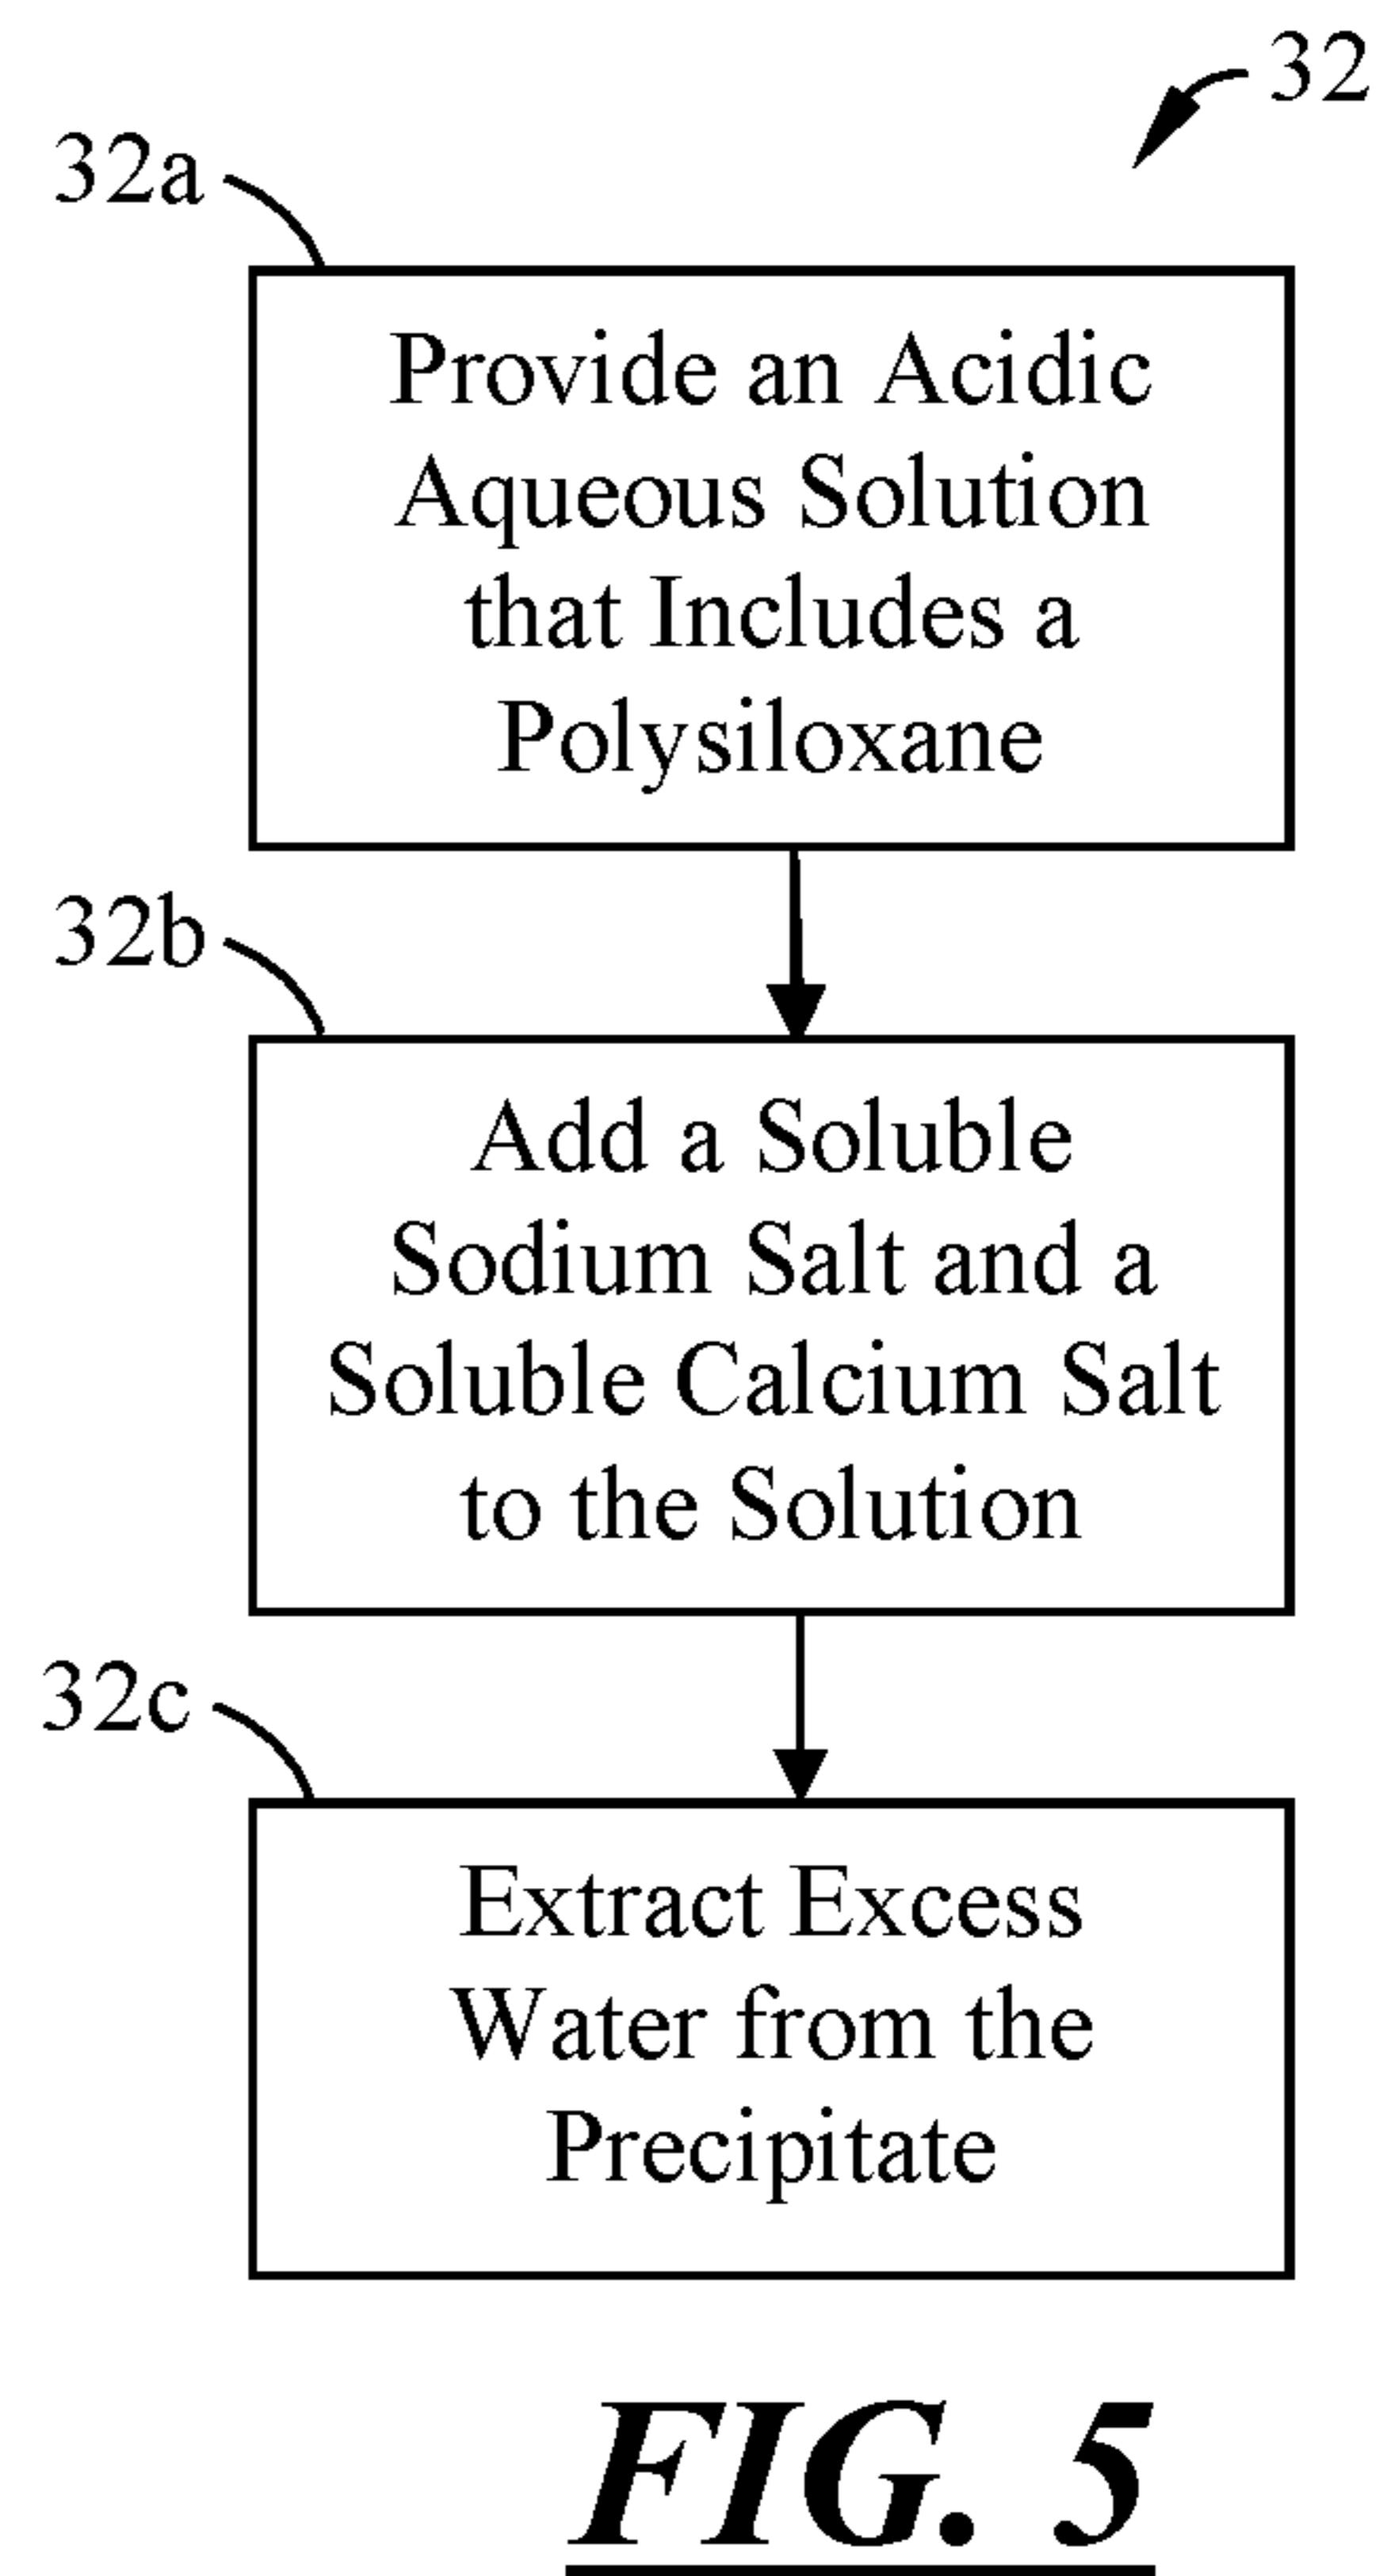 32
32a
Provide an Acidic
Aqueous Solution
that Includes a
Polysiloxane
32b
Add a Soluble
Sodium Salt and a
Soluble Calcium Salt
to the Solution
32c
Extract Excess
Water from the
Precipitate
FIG. 5